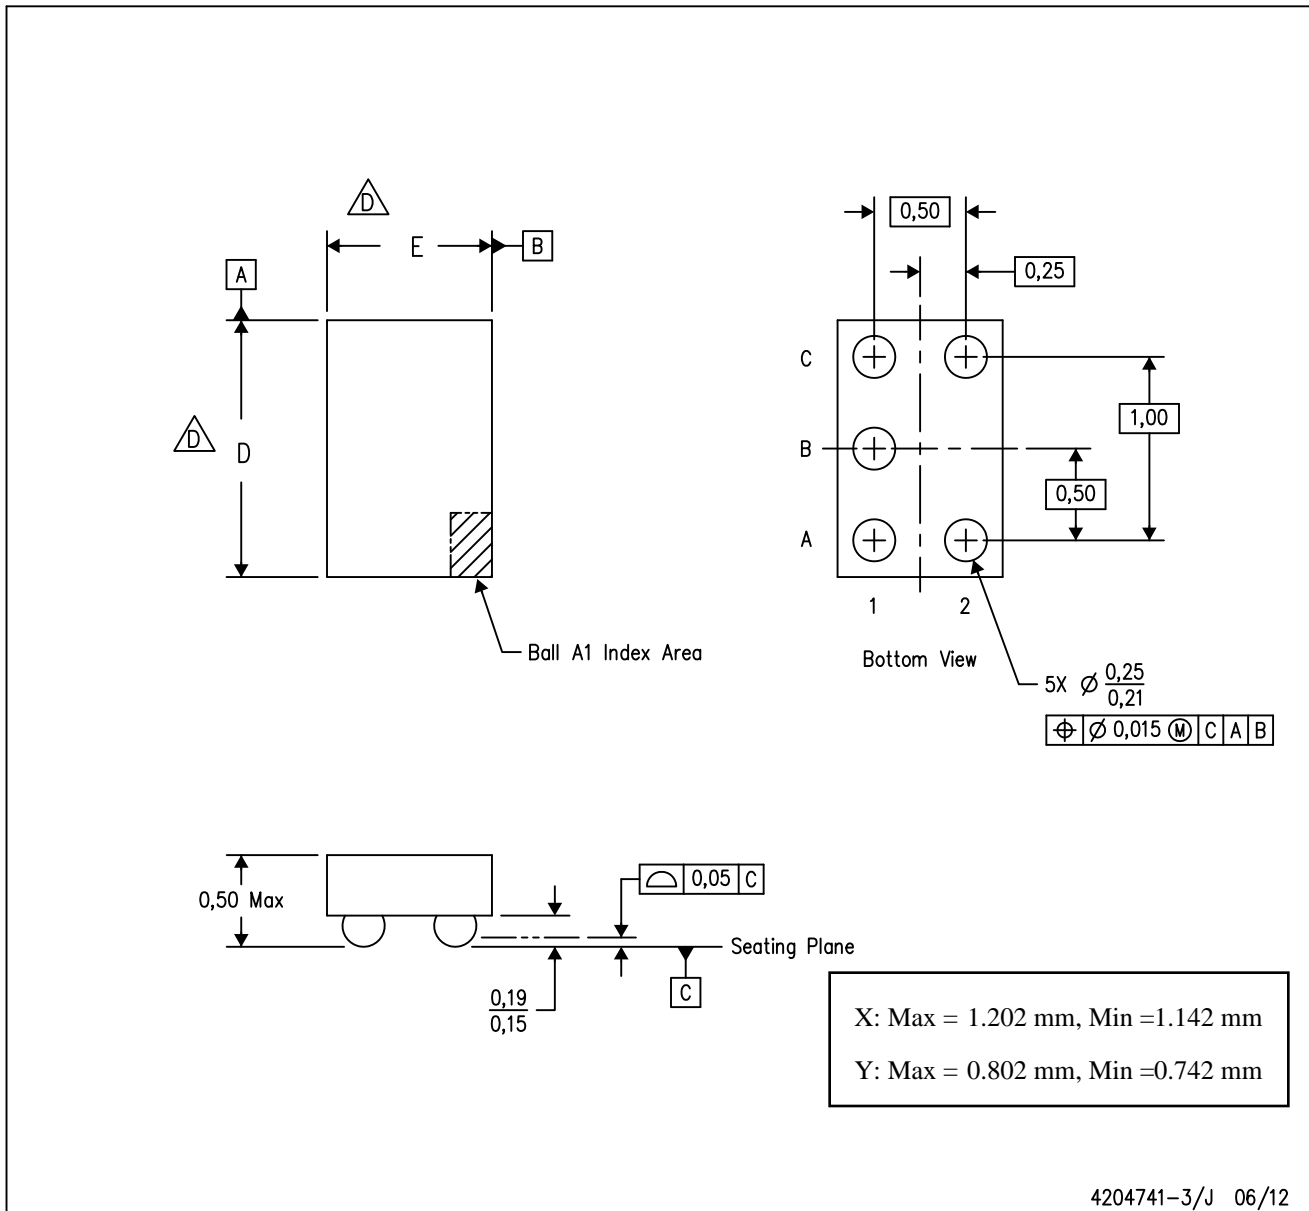 D
E
B
A
D
D
Ball A1 Index Area
0,50
0,25
C
B
A
1,00
0,50
1 2
Bottom View
5X Ø 0,25
0,21
⌖ Ø 0,015 Ⓜ C A B
0,50 Max
⌓ 0,05 C
Seating Plane
C
0,19
0,15
X: Max = 1.202 mm, Min =1.142 mm
Y: Max = 0.802 mm, Min =0.742 mm
4204741-3/J 06/12